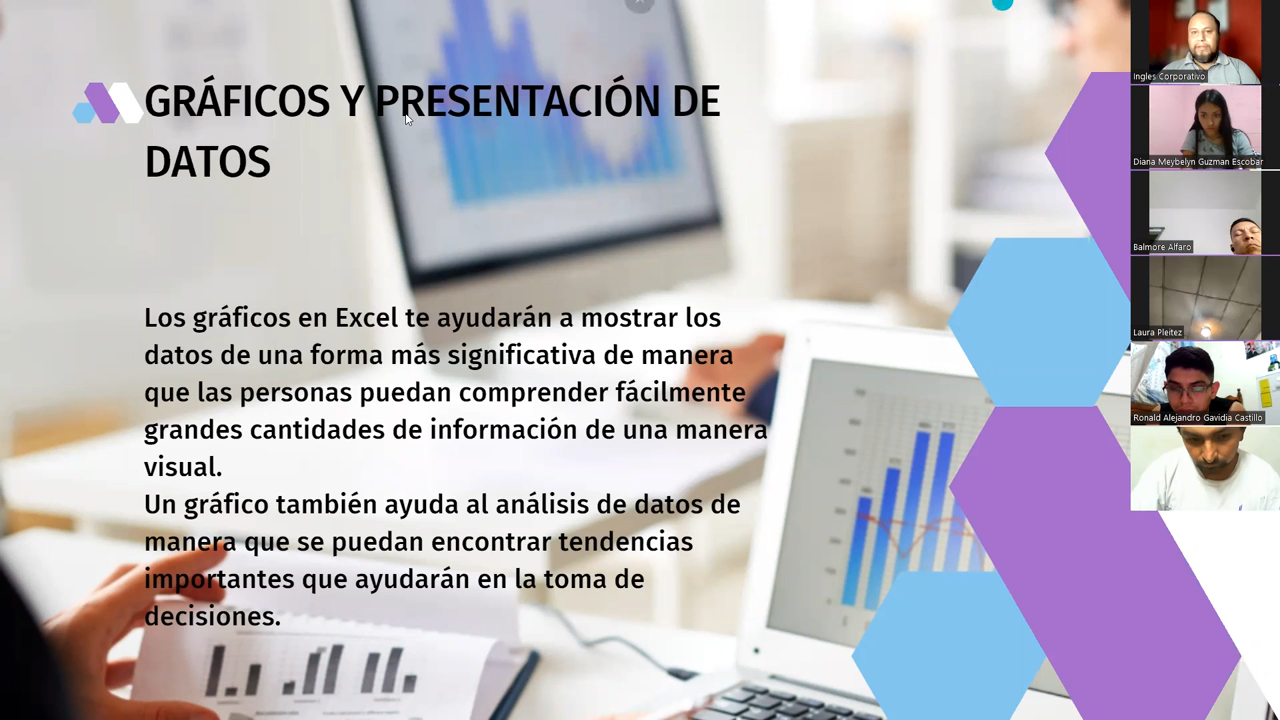 GRÁFICOS Y PRESENTACIÓN DE
DATOS
Los gráficos en Excel te ayudarán a mostrar los
datos de una forma más significativa de manera
que las personas puedan comprender fácilmente
grandes cantidades de información de una manera
visual.
Un gráfico también ayuda al análisis de datos de
manera que se puedan encontrar tendencias
importantes que ayudarán en la toma de
decisiones.
Ingles Corporativo
Diana Meybelyn Guzman Escobar
Balmore Alfaro
Laura Pleitez
Ronald Alejandro Gavidia Castillo